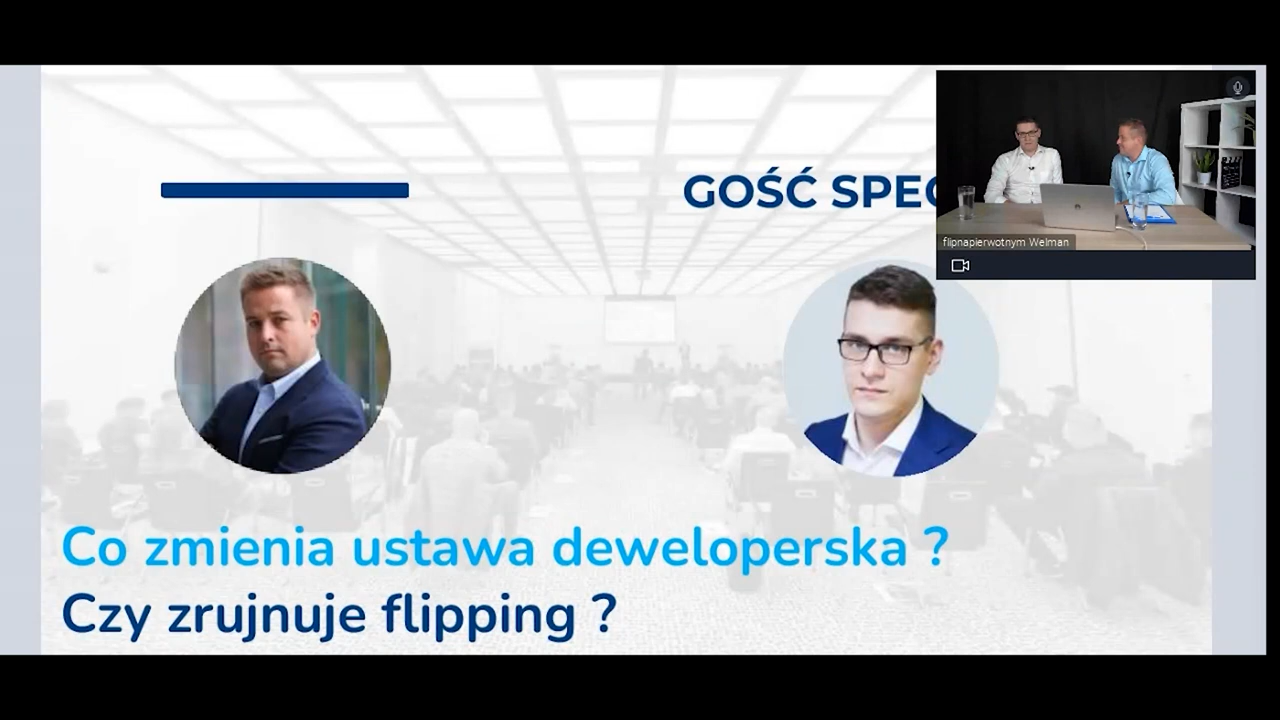 GOŚĆ SPEC
flipnapierwotnym Welman
Co zmienia ustawa deweloperska ?
Czy zrujnuje flipping ?